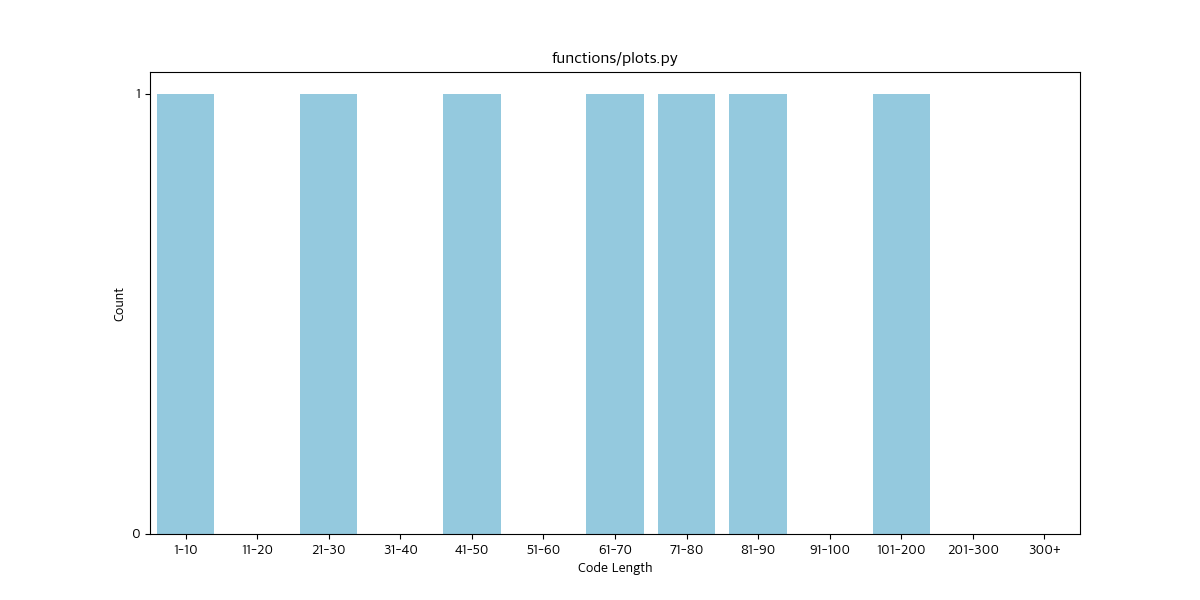 functions/plots.py
1
Count
0
1-10 11-20 21-30 31-40 41-50 51-60 61-70 71-80 81-90 91-100 101-200 201-300 300+
Code Length